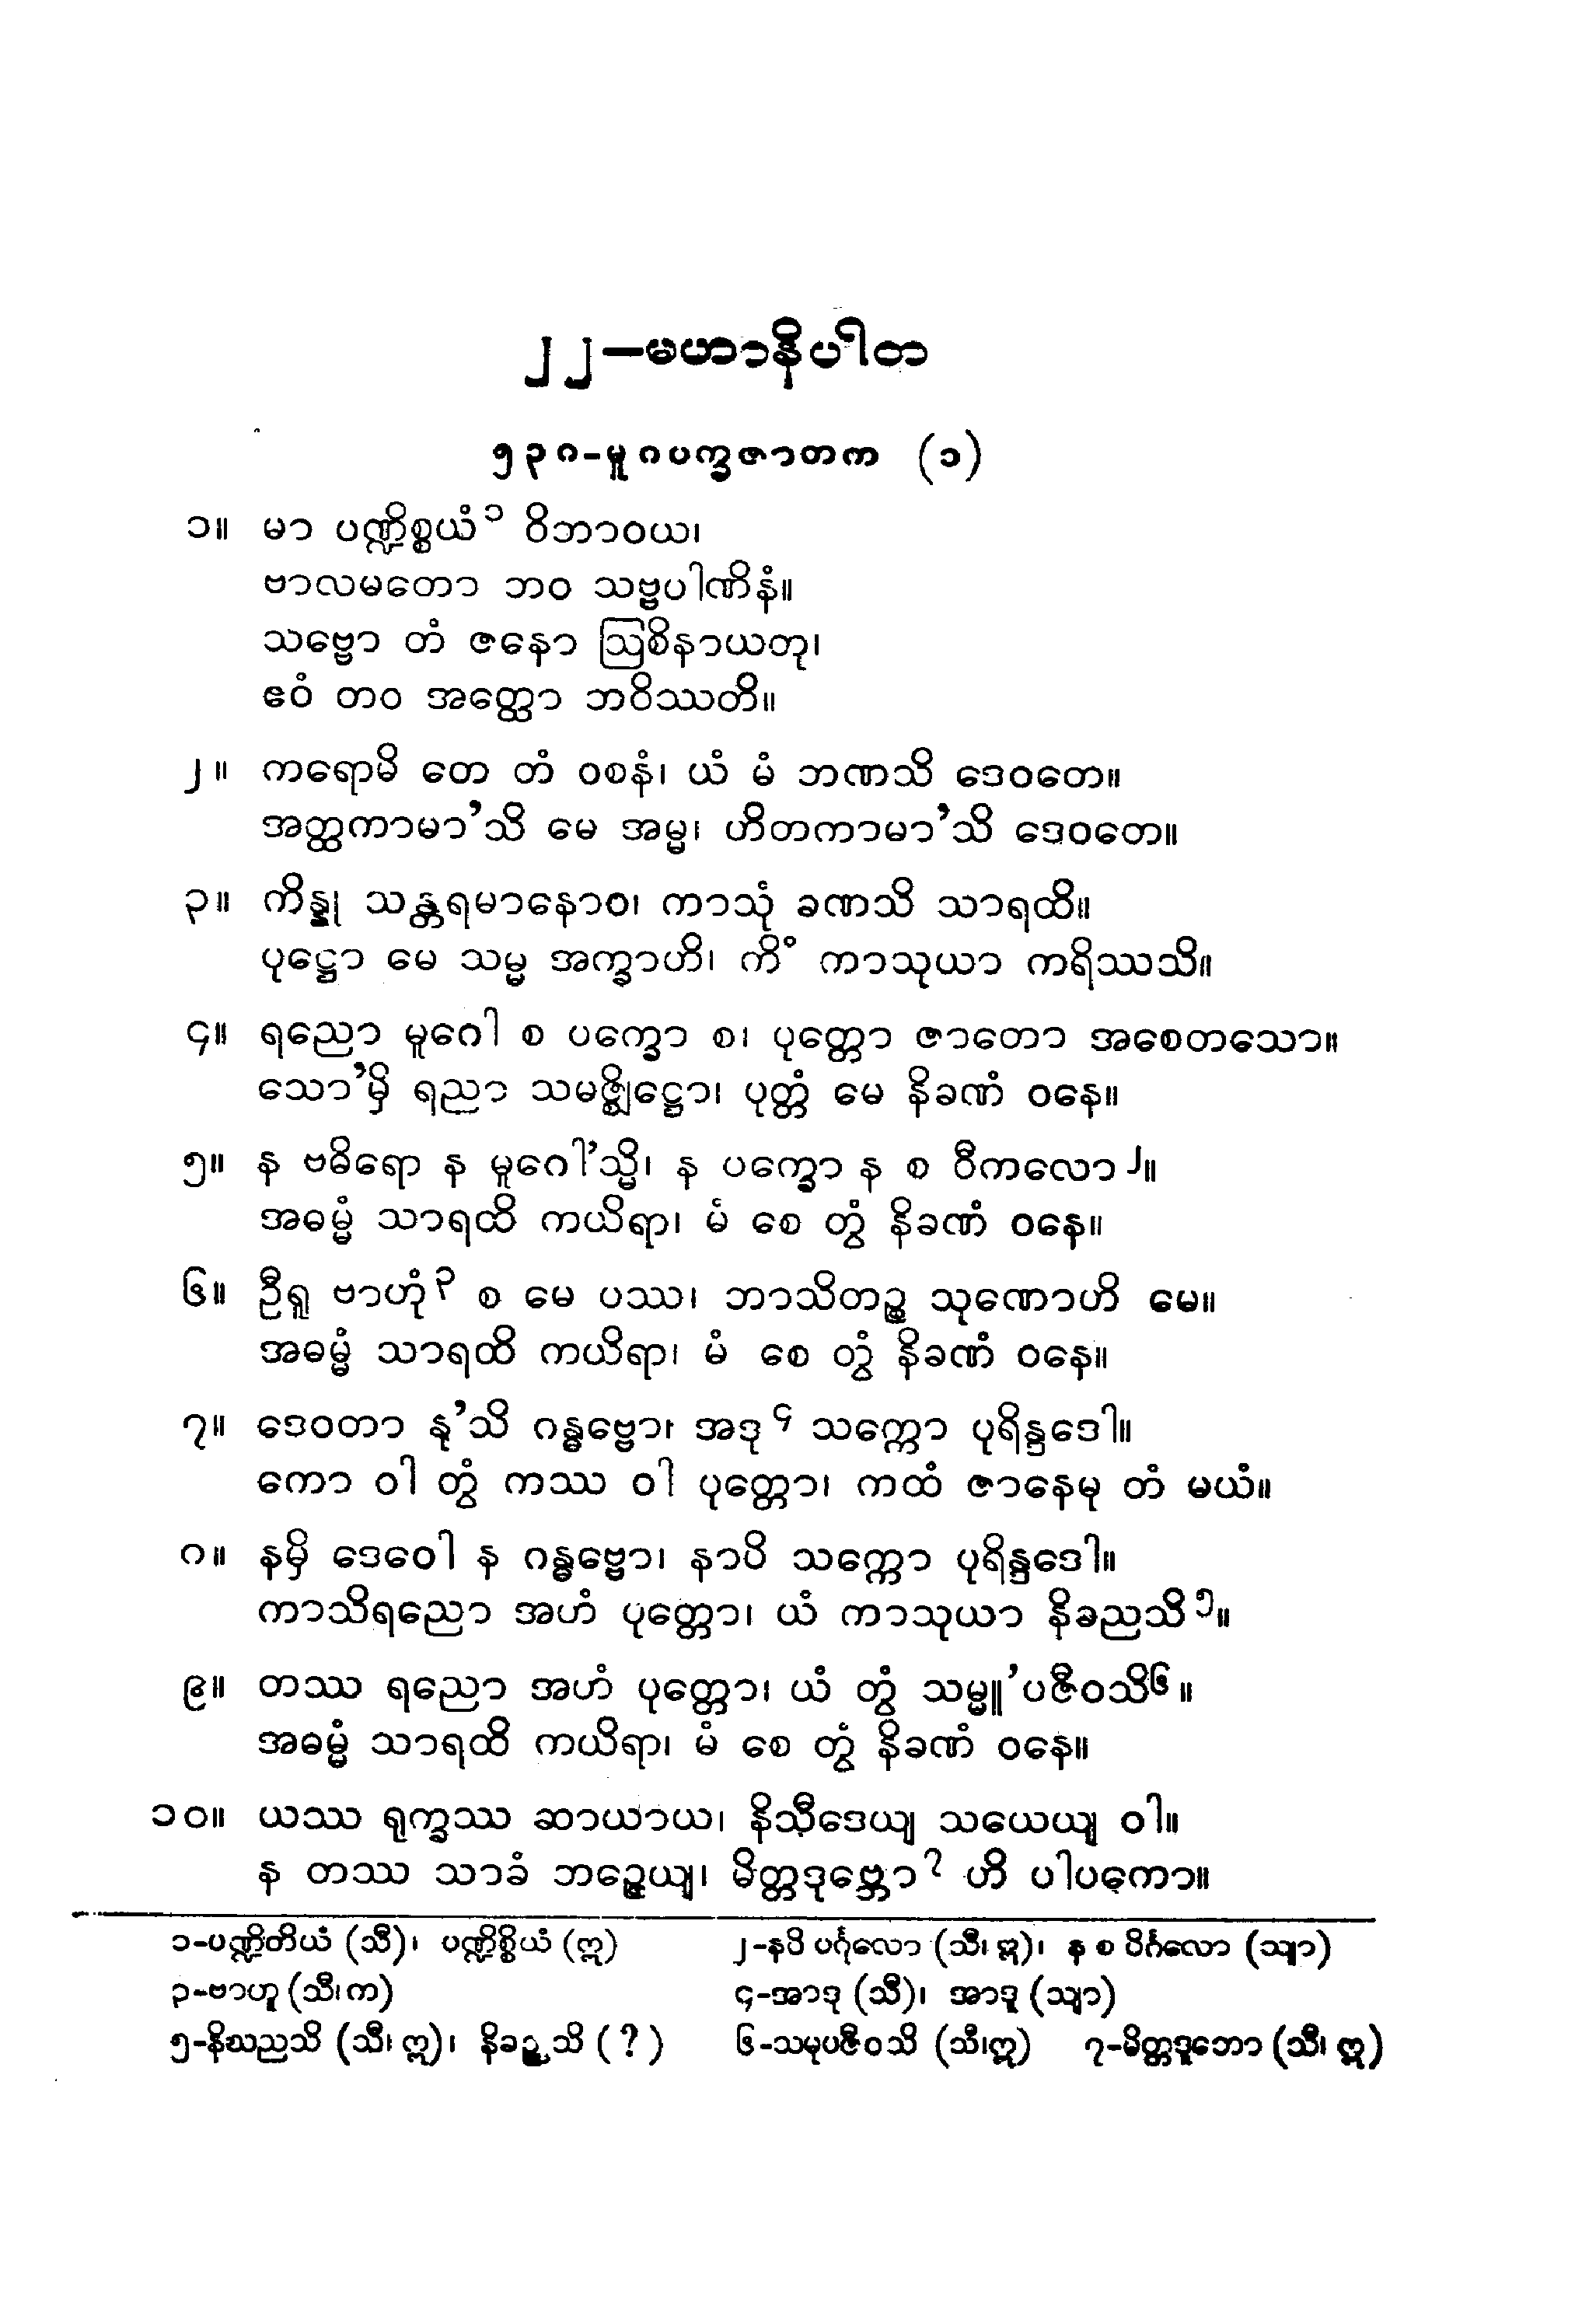 ၂၂–မဟာနိပါတ
၅၃၈-မူဂပက္ခဇာတက (၁)
၁။ မာ ပဏ္ဍိစ္စယံ၁ ဝိဘာဝယ၊
ဗာလမတော ဘဝ သဗ္ဗပါဏိနံ။
သဗ္ဗော တံ ဇနော ဩစိနာယတု၊
ဧဝံ တဝ အတ္ထော ဘဝိဿတိ။
၂။ ကရောမိ တေ တံ ဝစနံ၊ ယံ မံ ဘဏသိ ဒေဝတေ။
အတ္ထကာမာ’သိ မေ အမ္မ၊ ဟိတကာမာ’သိ ဒေဝတေ။
၃။ ကိန္နု သန္တရမာနောဝ၊ ကာသုံ ခဏသိ သာရထိ။
ပုဋ္ဌော မေ သမ္မ အက္ခာဟိ၊ ကိံ ကာသုယာ ကရိဿသိ။
၄။ ရညော မူဂေါ စ ပက္ခော စ၊ ပုတ္တော ဇာတော အစေတသော။
သော’မှိ ရညာ သမဇ္ဈိဋ္ဌော၊ ပုတ္တံ မေ နိခဏံ ဝနေ။
၅။ န ဗဓိရော န မူဂေါ’သ္မိ၊ န ပက္ခော န စ ဝီကလော၂။
အဓမ္မံ သာရထိ ကယိရာ၊ မံ စေ တွံ နိခဏံ ဝနေ။
၆။ ဦရူ ဗာဟုံ၃ စ မေ ပဿ၊ ဘာသိတဉ္စ သုဏောဟိ မေ။
အဓမ္မံ သာရထိ ကယိရာ၊ မံ စေ တွံ နိခဏံ ဝနေ။
၇။ ဒေဝတာ နု’သိ ဂန္ဓဗ္ဗော၊ အဒု၄ သက္ကော ပုရိန္ဒဒေါ။
ကော ဝါ တွံ ကဿ ဝါ ပုတ္တော၊ ကထံ ဇာနေမု တံ မယံ။
၈။ နမှိ ဒေဝေါ န ဂန္ဓဗ္ဗော၊ နာပိ သက္ကော ပုရိန္ဒဒေါ။
ကာသိရညော အဟံ ပုတ္တော၊ ယံ ကာသုယာ နိခညသိ၅။
၉။ တဿ ရညော အဟံ ပုတ္တော၊ ယံ တွံ သမ္မူ’ပဇီဝသိ၆။
အဓမ္မံ သာရထိ ကယိရာ၊ မံ စေ တွံ နိခဏံ ဝနေ။
၁၀။ ယဿ ရုက္ခဿ ဆာယာယ၊ နိသီဒေယျ သယေယျ ဝါ။
န တဿ သာခံ ဘဉ္ဇေယျ၊ မိတ္တဒုဗ္ဘော၇ ဟိ ပါပကော။
၁-ပဏ္ဍိတိယံ (သီ)၊ ပဏ္ဍိစ္စိယံ (ဣ) ၂-နပိ ပင်္ဂုလော (သီ၊ ဣ)၊ န စ ပိင်္ဂလော (သျာ)
၃-ဗာဟူ (သီ၊ က) ၄-အာဒု (သီ)၊ အာဒူ (သျာ)
၅-နိဃညသိ (သီ၊ ဣ)၊ နိခဉ္ဉသိ (?) ၆-သမုပဇီဝသိ (သီ၊ ဣ) ၇-မိတ္တဒူဘော (သီ၊ ဣ)